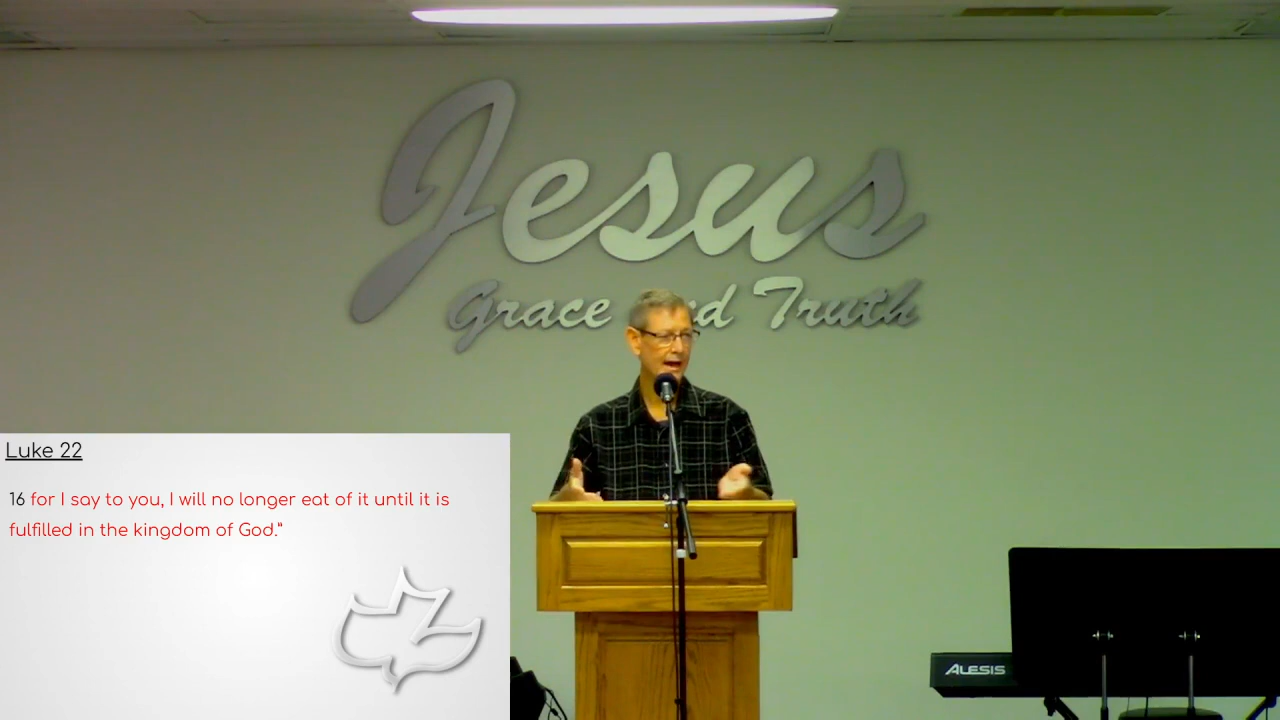 Jesus
Grace nd Truth
Luke 22
16 for I say to you, I will no longer eat of it until it is
fulfilled in the kingdom of God.”
ALESIS